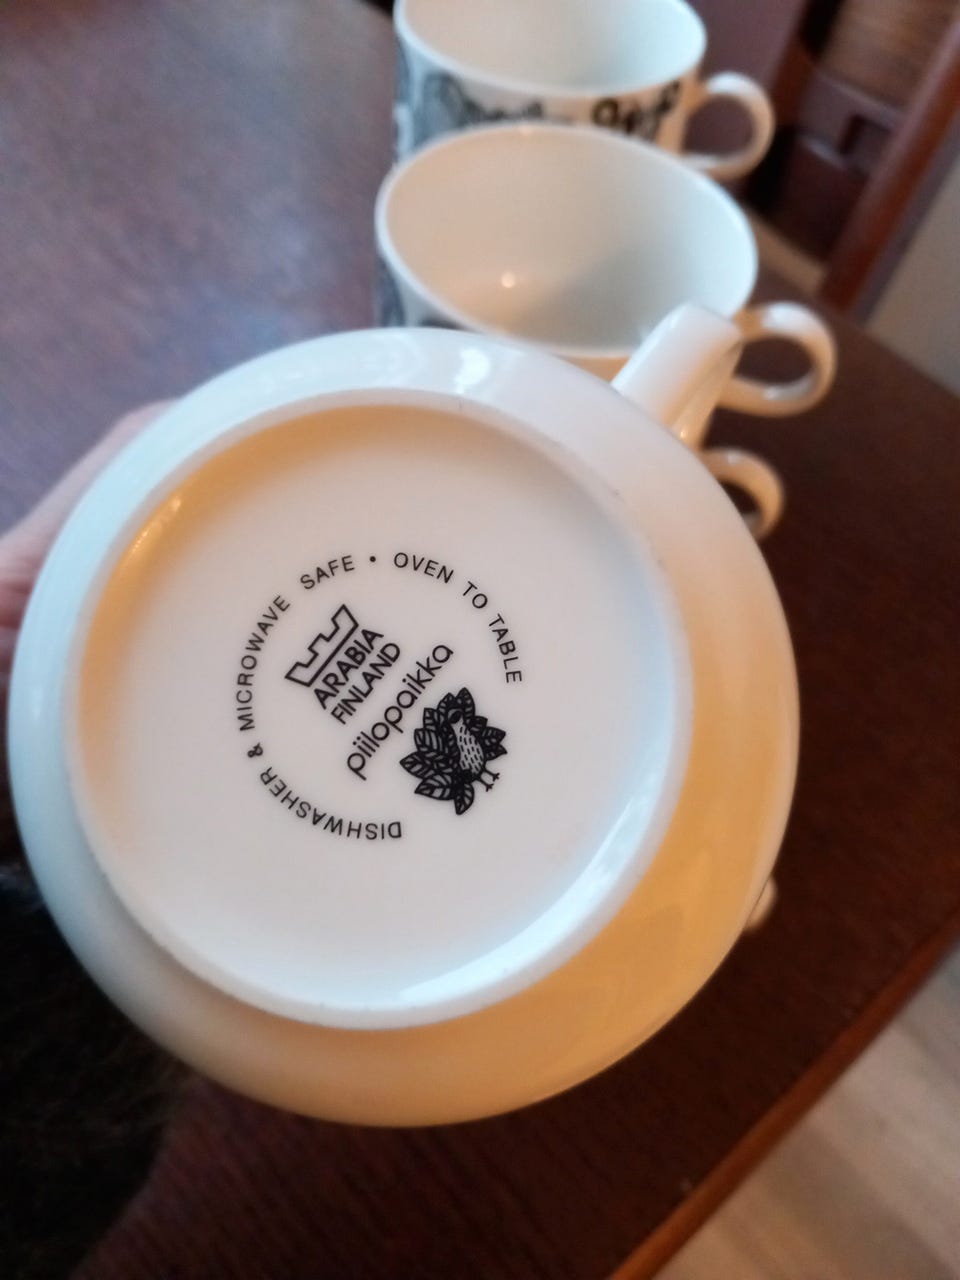 DISHWASHER & MICROWAVE SAFE • OVEN TO TABLE
ARABIA
FINLAND
piilopaikka